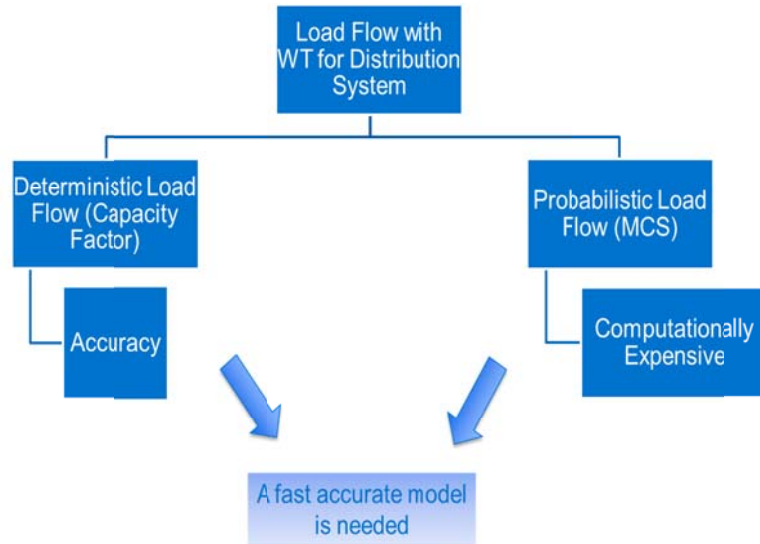 Load Flow with
WT for Distribution
System
Deterministic Load
Flow (Capacity
Factor)
Probabilistic Load
Flow (MCS)
Accuracy
Computationally
Expensive
A fast accurate model
is needed